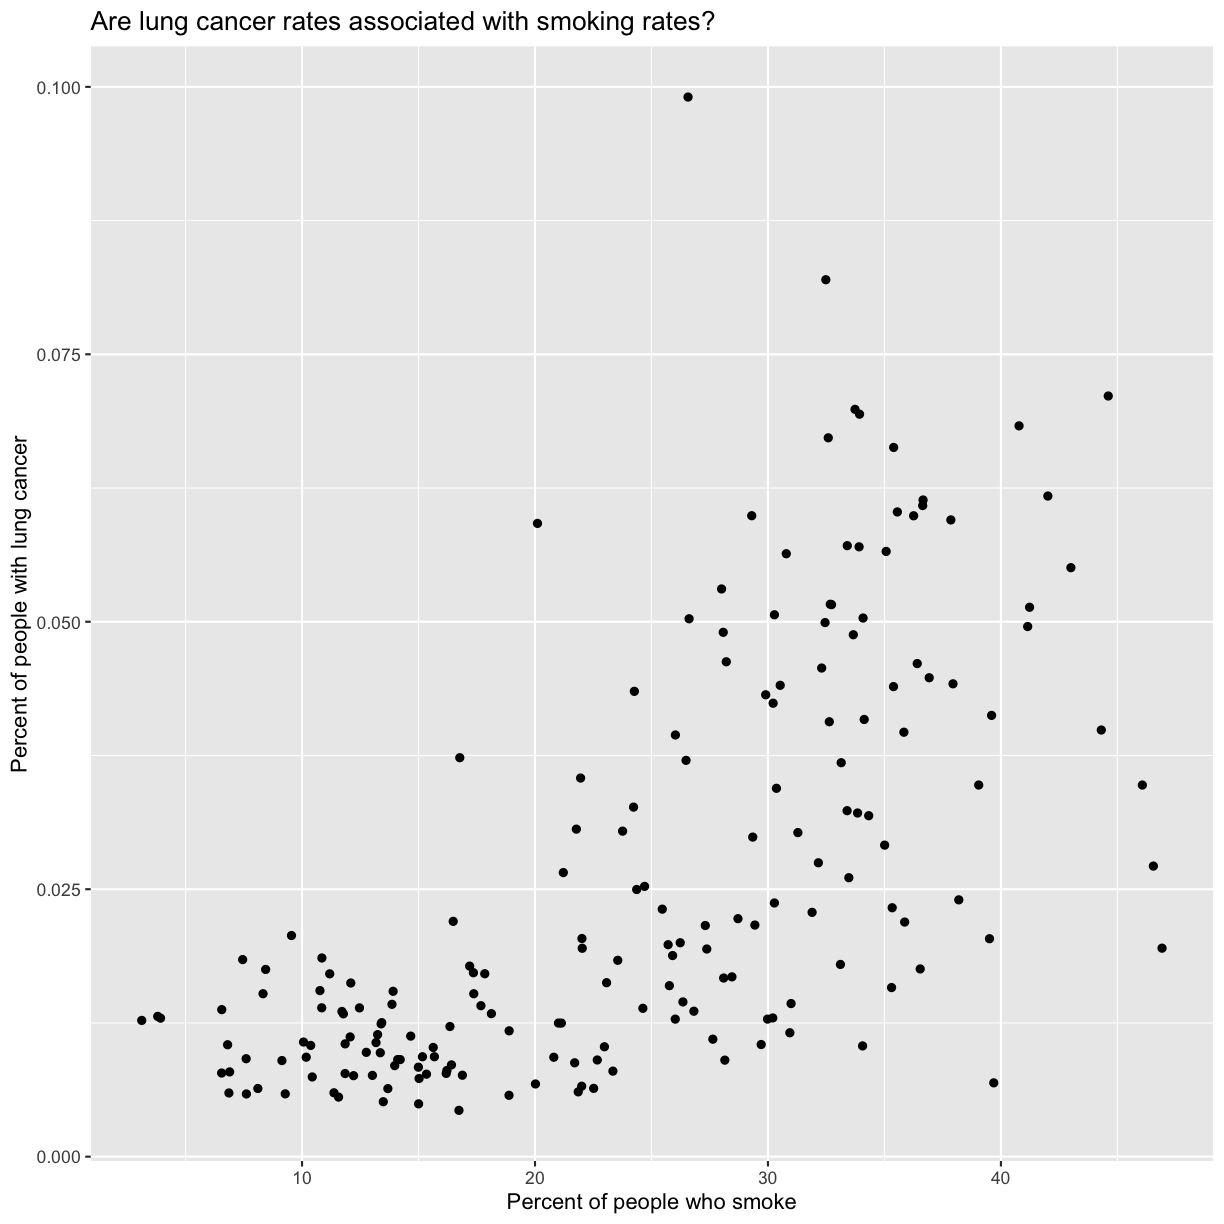 Are lung cancer rates associated with smoking rates?
0.100
0.075
0.050
0.025
0.000
Percent of people with lung cancer
10 20 30 40
Percent of people who smoke